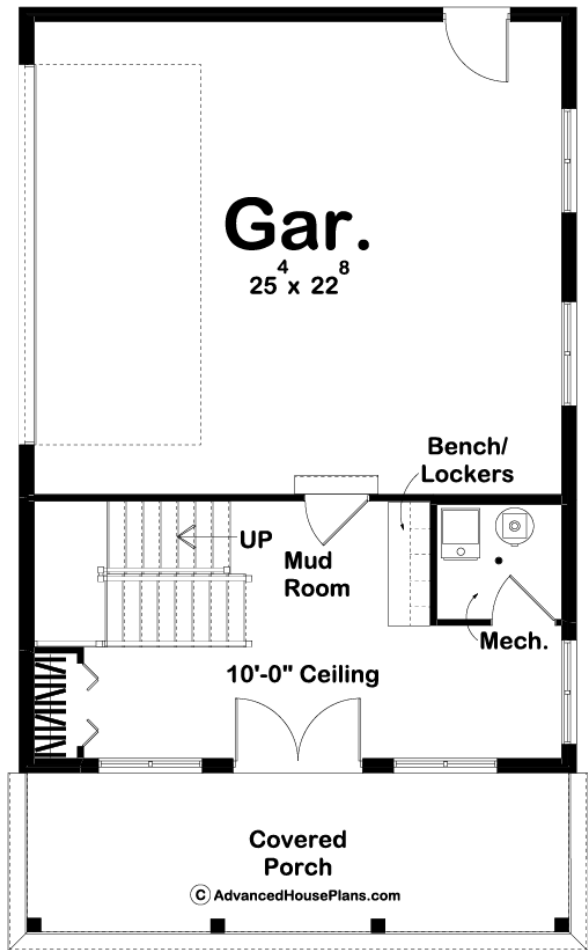 Gar.
25⁴ x 22⁸
Bench/
Lockers
UP
Mud
Room
Mech.
10'-0" Ceiling
Covered
Porch
© AdvancedHousePlans.com